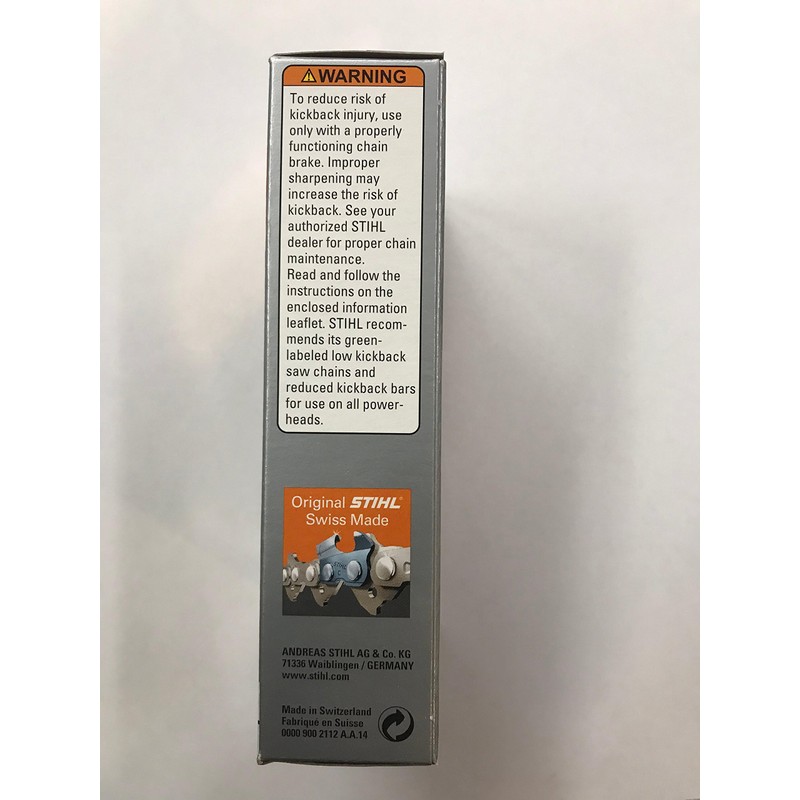 WARNING
To reduce risk of
kickback injury, use
only with a properly
functioning chain
brake. Improper
sharpening may
increase the risk of
kickback. See your
authorized STIHL
dealer for proper chain
maintenance.
Read and follow the
instructions on the
enclosed information
leaflet. STIHL recom-
mends its green-
labeled low kickback
saw chains and
reduced kickback bars
for use on all power-
heads.
Original STIHL®
Swiss Made
STIHL
C
ANDREAS STIHL AG & Co. KG
71336 Waiblingen / GERMANY
www.stihl.com
Made in Switzerland
Fabriqué en Suisse
0000 900 2112 A.A.14